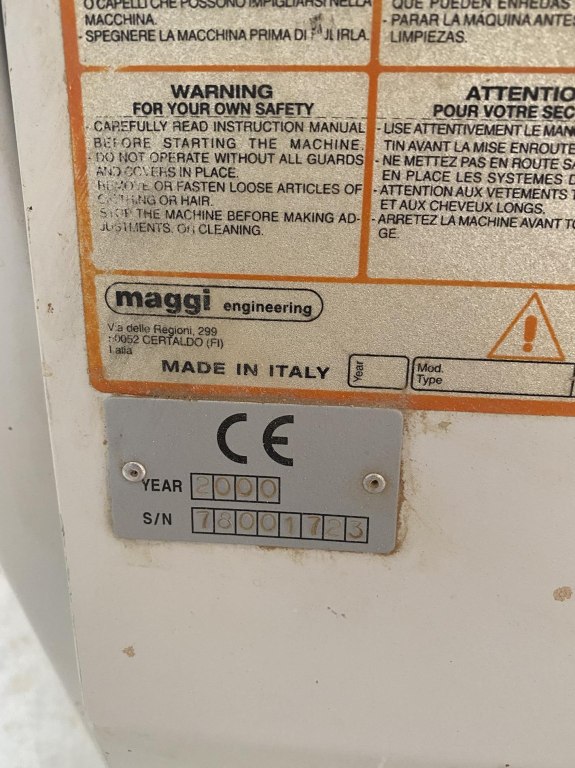 O CAPELLI CHE POSSONO IMPIGLIARSI NELLA
MACCHINA.
- SPEGNERE LA MACCHINA PRIMA DI
QUE PUEDEN ENREDAS
- PARAR LA MAQUINA ANTES
LIMPIEZAS.
WARNING
FOR YOUR OWN SAFETY
- CAREFULLY READ INSTRUCTION MANUAL
BEFORE STARTING THE MACHINE.
- DO NOT OPERATE WITHOUT ALL GUARDS
AND COVERS IN PLACE.
REMOVE OR FASTEN LOOSE ARTICLES OF
CLOTHING OR HAIR.
STOP THE MACHINE BEFORE MAKING AD-
JUSTMENTS. OR CLEANING.
ATTENTIO
POUR VOTRE SEC
- USE ATTENTIVEMENT LE MAN
TIN AVANT LA MISE ENROUTE
- NE METTEZ PAS EN ROUTE SA
EN PLACE LES SYSTEMES D
- ATTENTION AUX VETEMENTS T
ET AUX CHEVEUX LONGS.
- ARRETEZ LA MACHINE AVANT TO
GE.
maggi engineering
Via delle Regioni, 299
50052 CERTALDO (FI)
Italia
MADE IN ITALY
Year
Mod.
Type
CE
YEAR 2000
S/N 78001723